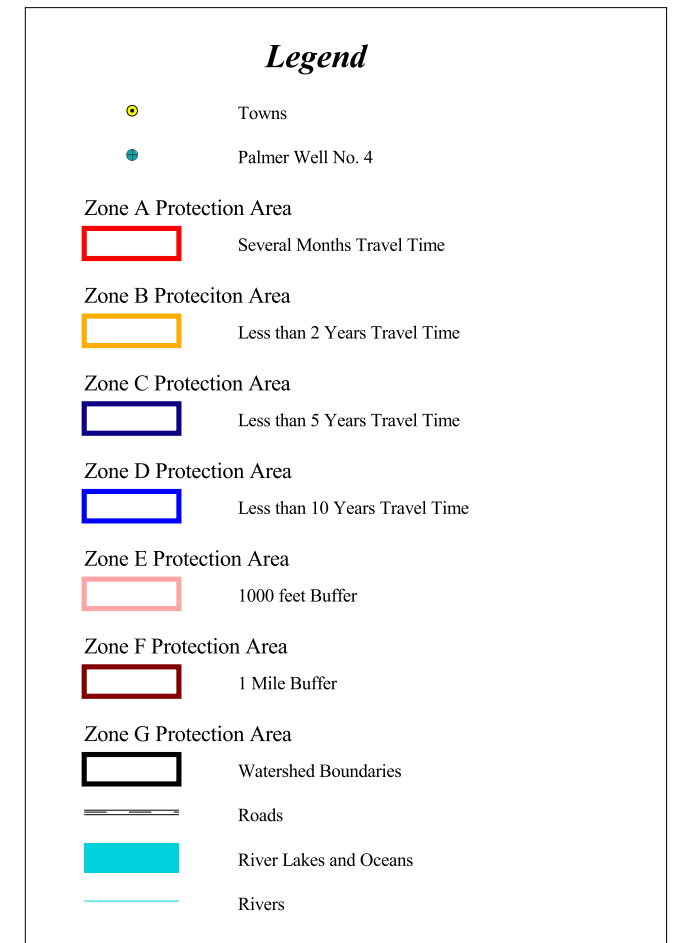 Legend
Towns
Palmer Well No. 4
Zone A Protection Area
Several Months Travel Time
Zone B Proteciton Area
Less than 2 Years Travel Time
Zone C Protection Area
Less than 5 Years Travel Time
Zone D Protection Area
Less than 10 Years Travel Time
Zone E Protection Area
1000 feet Buffer
Zone F Protection Area
1 Mile Buffer
Zone G Protection Area
Watershed Boundaries
Roads
River Lakes and Oceans
Rivers